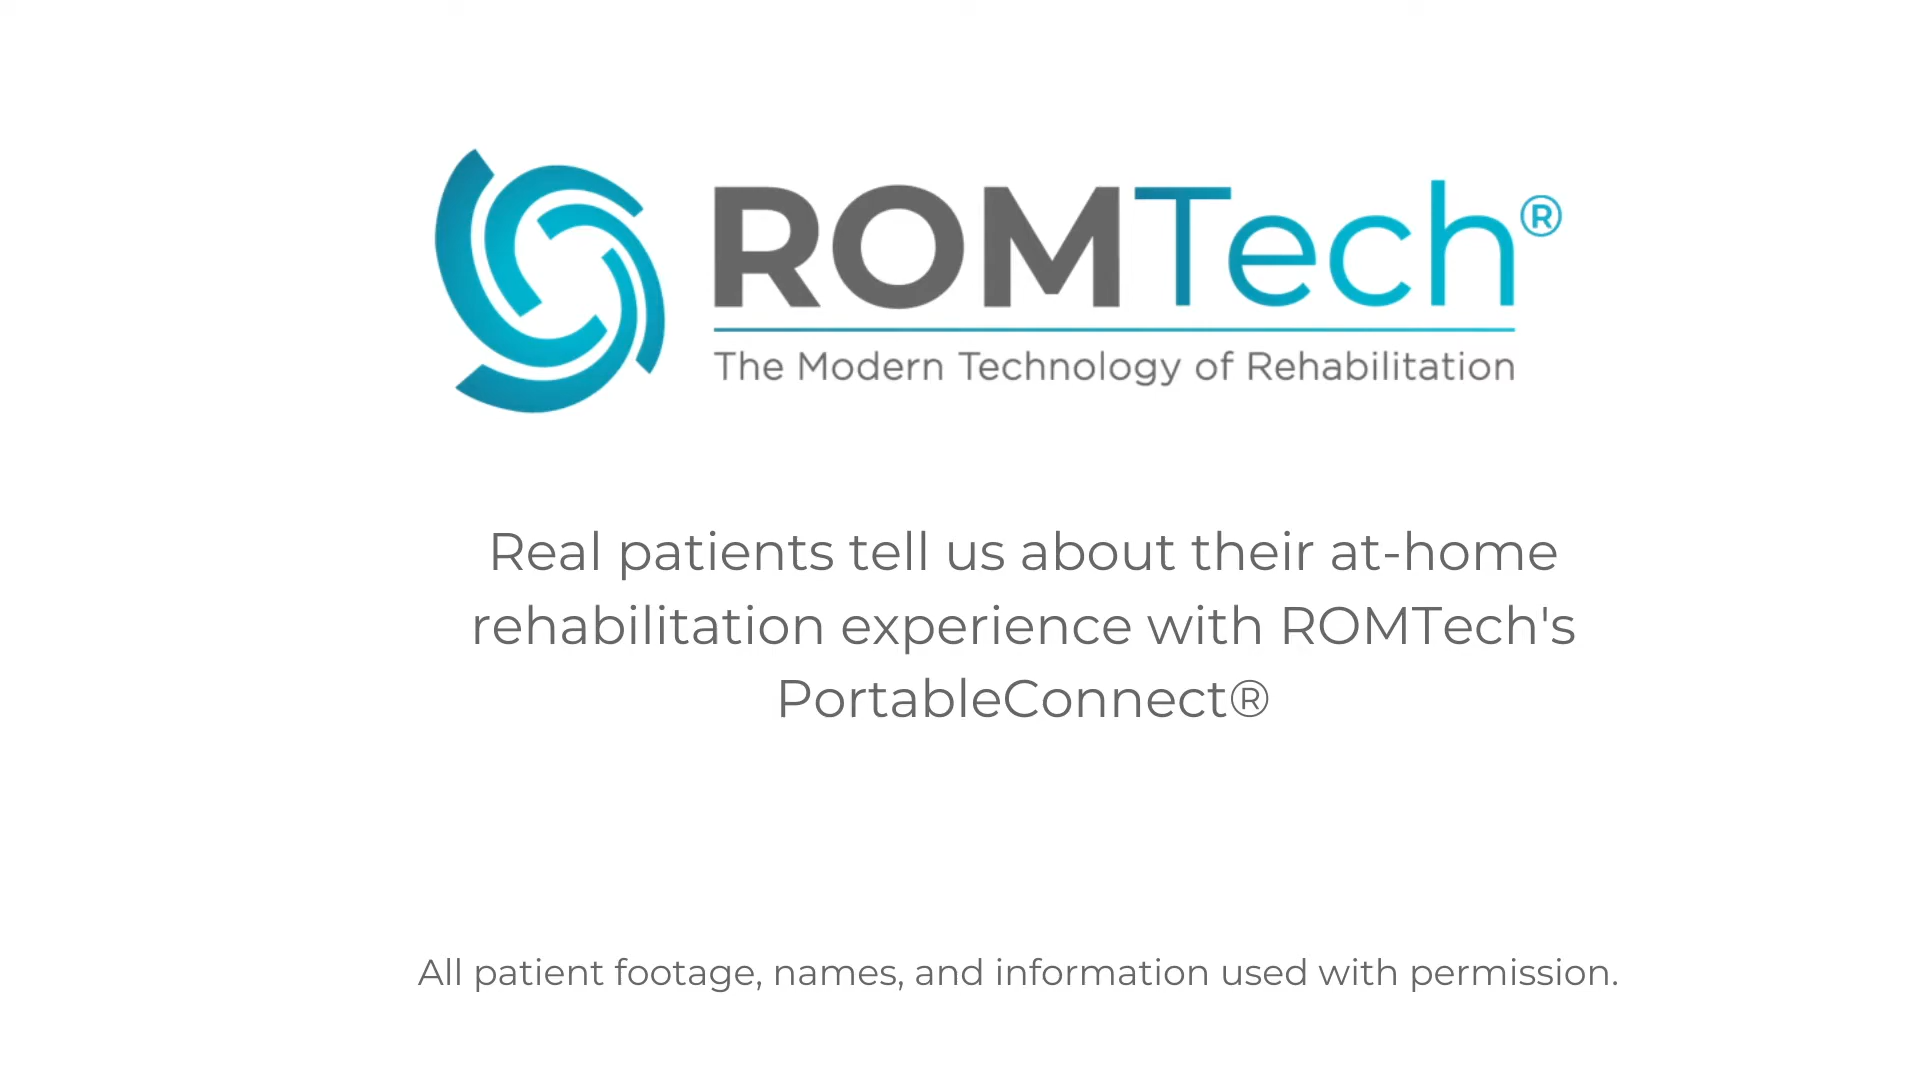 ROMTech®
The Modern Technology of Rehabilitation
Real patients tell us about their at-home
rehabilitation experience with ROMTech's
PortableConnect®
All patient footage, names, and information used with permission.